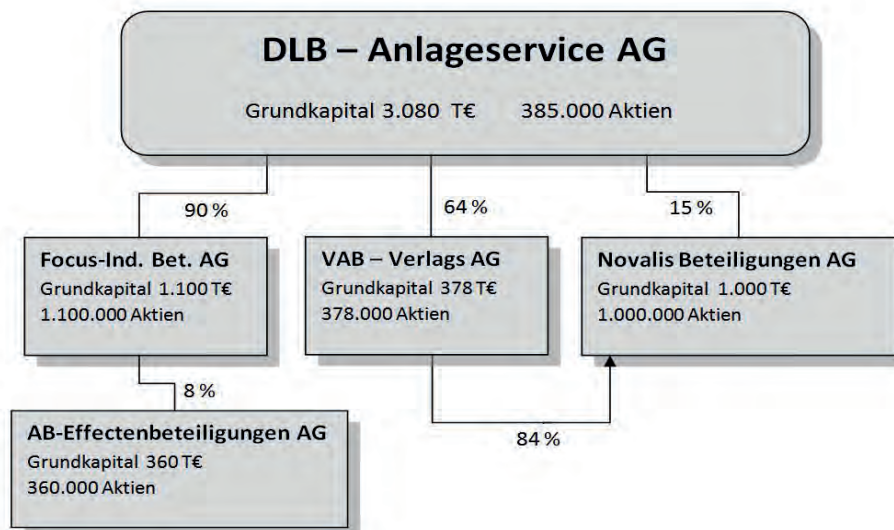 DLB – Anlageservice AG
Grundkapital 3.080 T€ 385.000 Aktien
90 %
64 %
15 %
Focus-Ind. Bet. AG
Grundkapital 1.100 T€
1.100.000 Aktien
VAB – Verlags AG
Grundkapital 378 T€
378.000 Aktien
Novalis Beteiligungen AG
Grundkapital 1.000 T€
1.000.000 Aktien
8 %
84 %
AB-Effectenbeteiligungen AG
Grundkapital 360 T€
360.000 Aktien